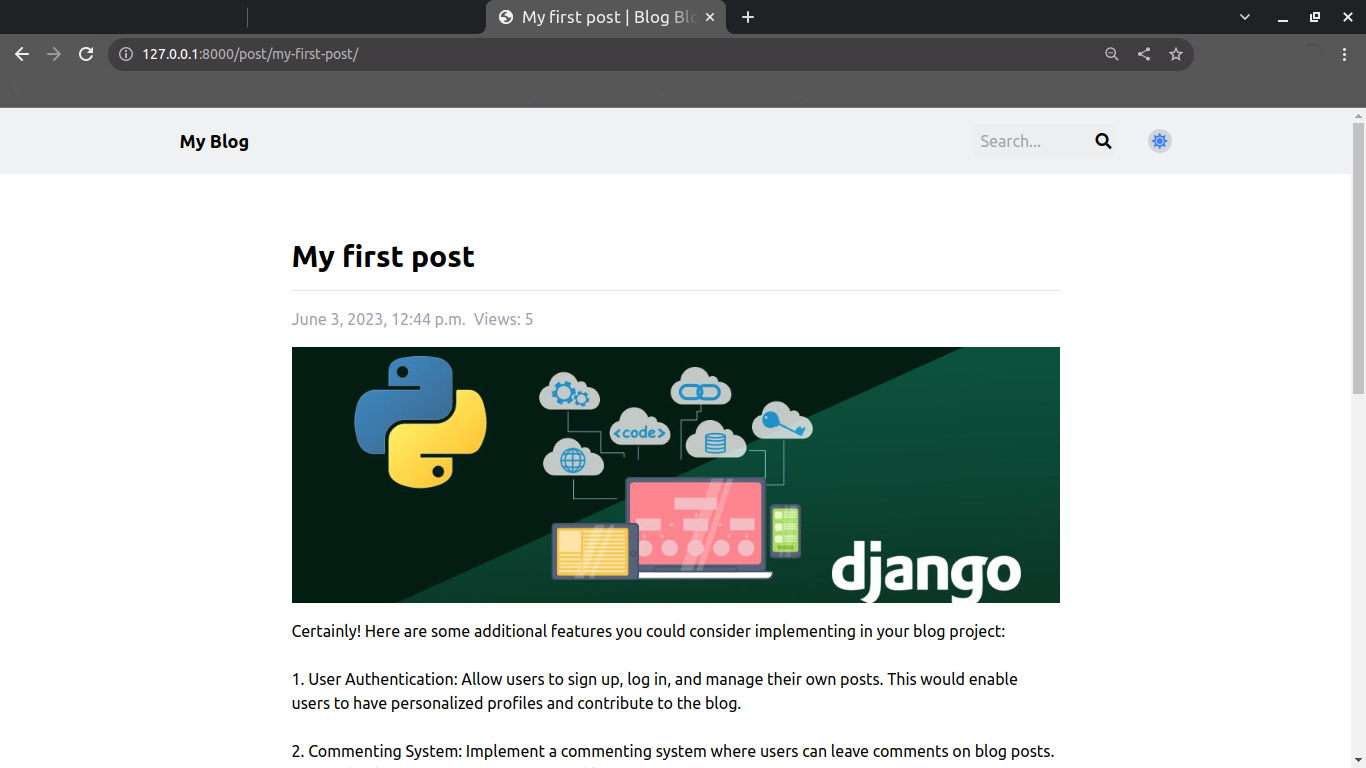 My first post | Blog Blo
127.0.0.1:8000/post/my-first-post/
My Blog
Search...
My first post
June 3, 2023, 12:44 p.m. Views: 5
<code>
django
Certainly! Here are some additional features you could consider implementing in your blog project:
1. User Authentication: Allow users to sign up, log in, and manage their own posts. This would enable
users to have personalized profiles and contribute to the blog.
2. Commenting System: Implement a commenting system where users can leave comments on blog posts.